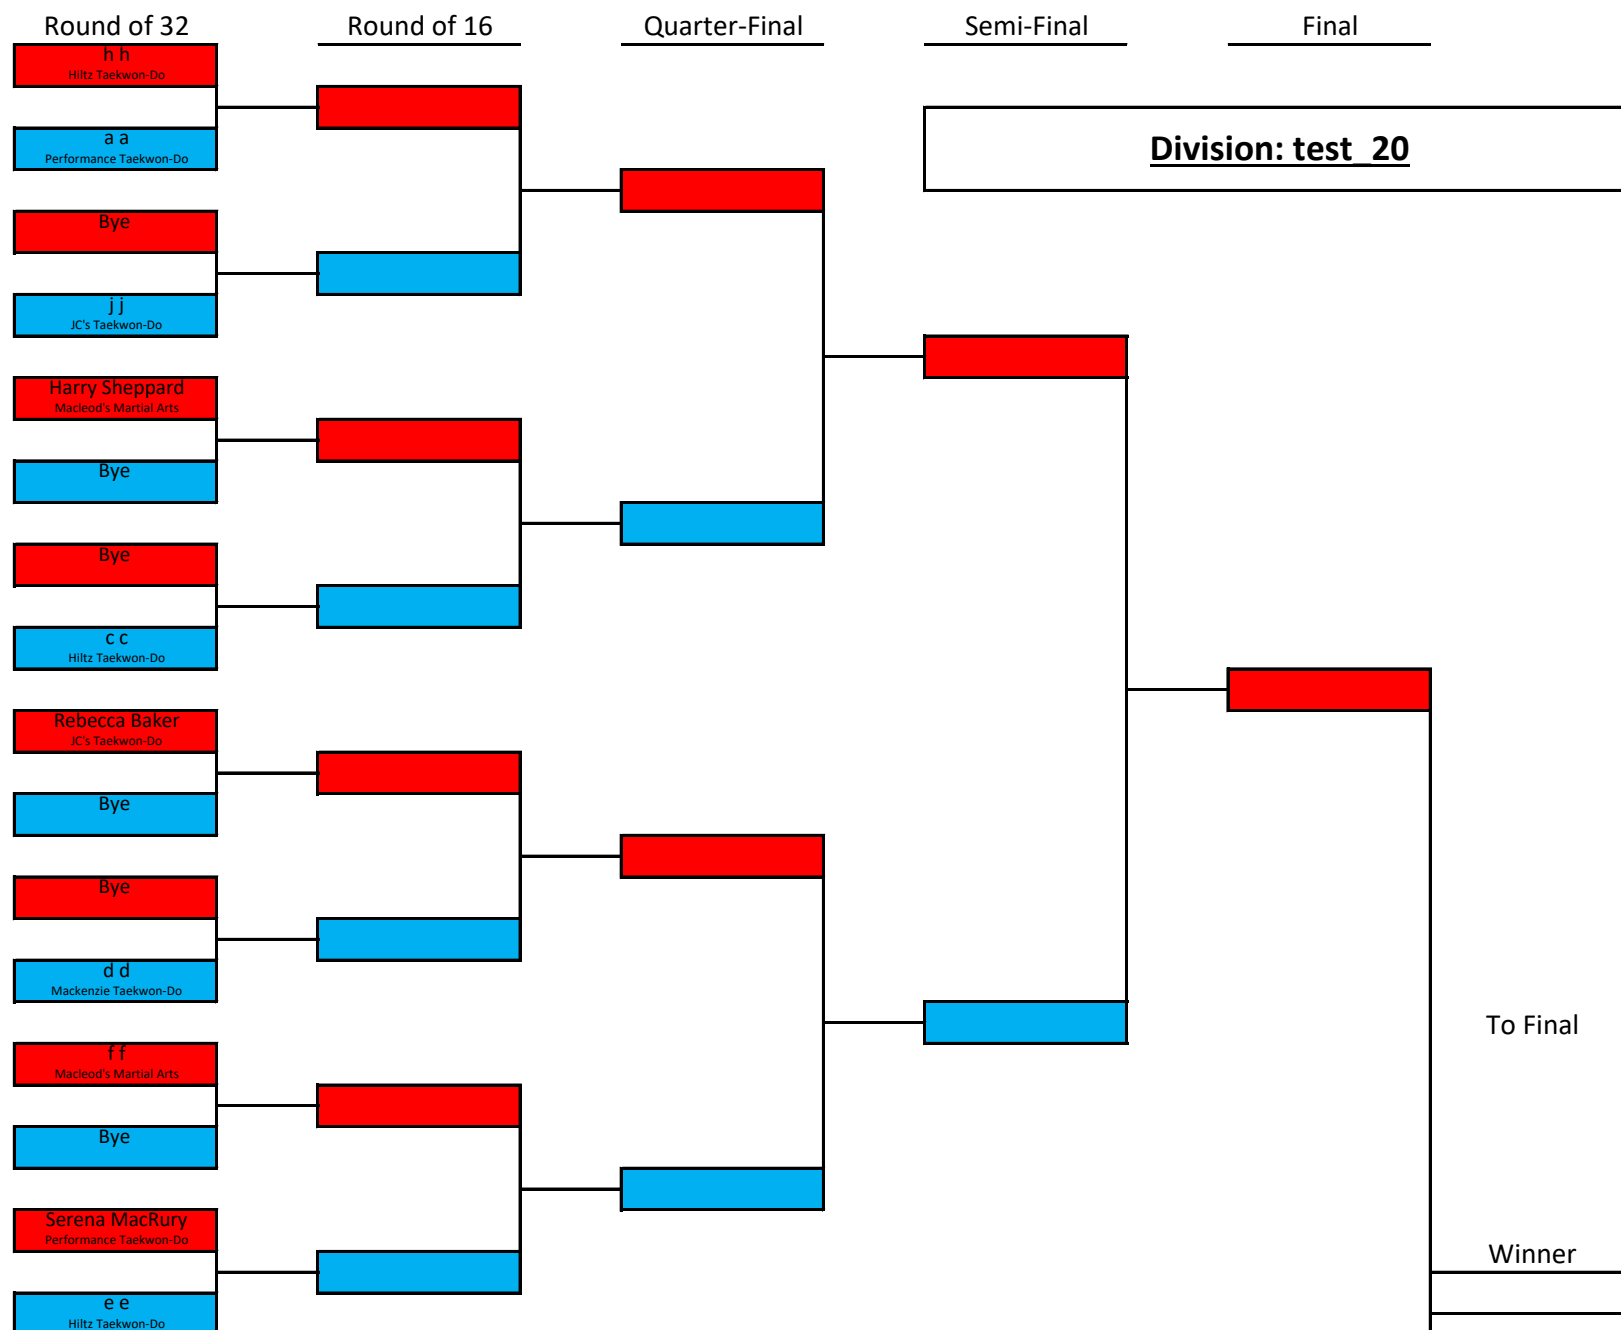 Round of 32
Round of 16
Quarter-Final
Semi-Final
Final
h h
Hiltz Taekwon-Do
a a
Performance Taekwon-Do
Division: test_20
Bye
j j
JC's Taekwon-Do
Harry Sheppard
Macleod's Martial Arts
Bye
Bye
c c
Hiltz Taekwon-Do
Rebecca Baker
JC's Taekwon-Do
Bye
Bye
d d
Mackenzie Taekwon-Do
To Final
f f
Macleod's Martial Arts
Bye
Serena MacRury
Performance Taekwon-Do
Winner
e e
Hiltz Taekwon-Do